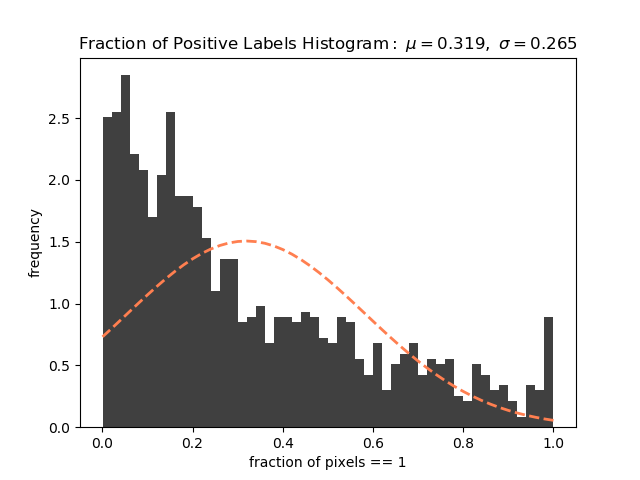 Fraction of Positive Labels Histogram : μ = 0.319, σ = 0.265
2.5
2.0
1.5
1.0
0.5
0.0
frequency
0.0 0.2 0.4 0.6 0.8 1.0
fraction of pixels == 1